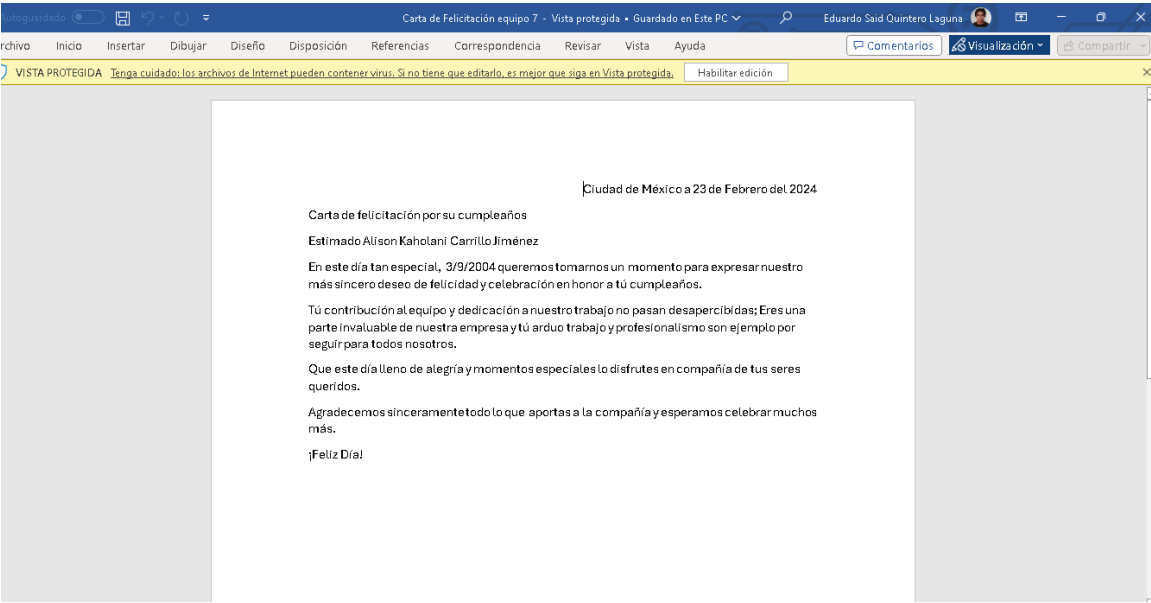 Autoguardado Carta de Felicitación equipo 7 - Vista protegida • Guardado en Este PC Eduardo Said Quintero Laguna
rchivo Inicio Insertar Dibujar Diseño Disposición Referencias Correspondencia Revisar Vista Ayuda Comentarios Visualización Compartir
VISTA PROTEGIDA Tenga cuidado: los archivos de Internet pueden contener virus. Si no tiene que editarlo, es mejor que siga en Vista protegida. Habilitar edición
Ciudad de México a 23 de Febrero del 2024
Carta de felicitación por su cumpleaños
Estimado Alison Kaholani Carrillo Jiménez
En este día tan especial, 3/9/2004 queremos tomarnos un momento para expresar nuestro
más sincero deseo de felicidad y celebración en honor a tú cumpleaños.
Tú contribución al equipo y dedicación a nuestro trabajo no pasan desapercibidas; Eres una
parte invaluable de nuestra empresa y tú arduo trabajo y profesionalismo son ejemplo por
seguir para todos nosotros.
Que este día lleno de alegría y momentos especiales lo disfrutes en compañía de tus seres
queridos.
Agradecemos sinceramente todo lo que aportas a la compañía y esperamos celebrar muchos
más.
¡Feliz Día!